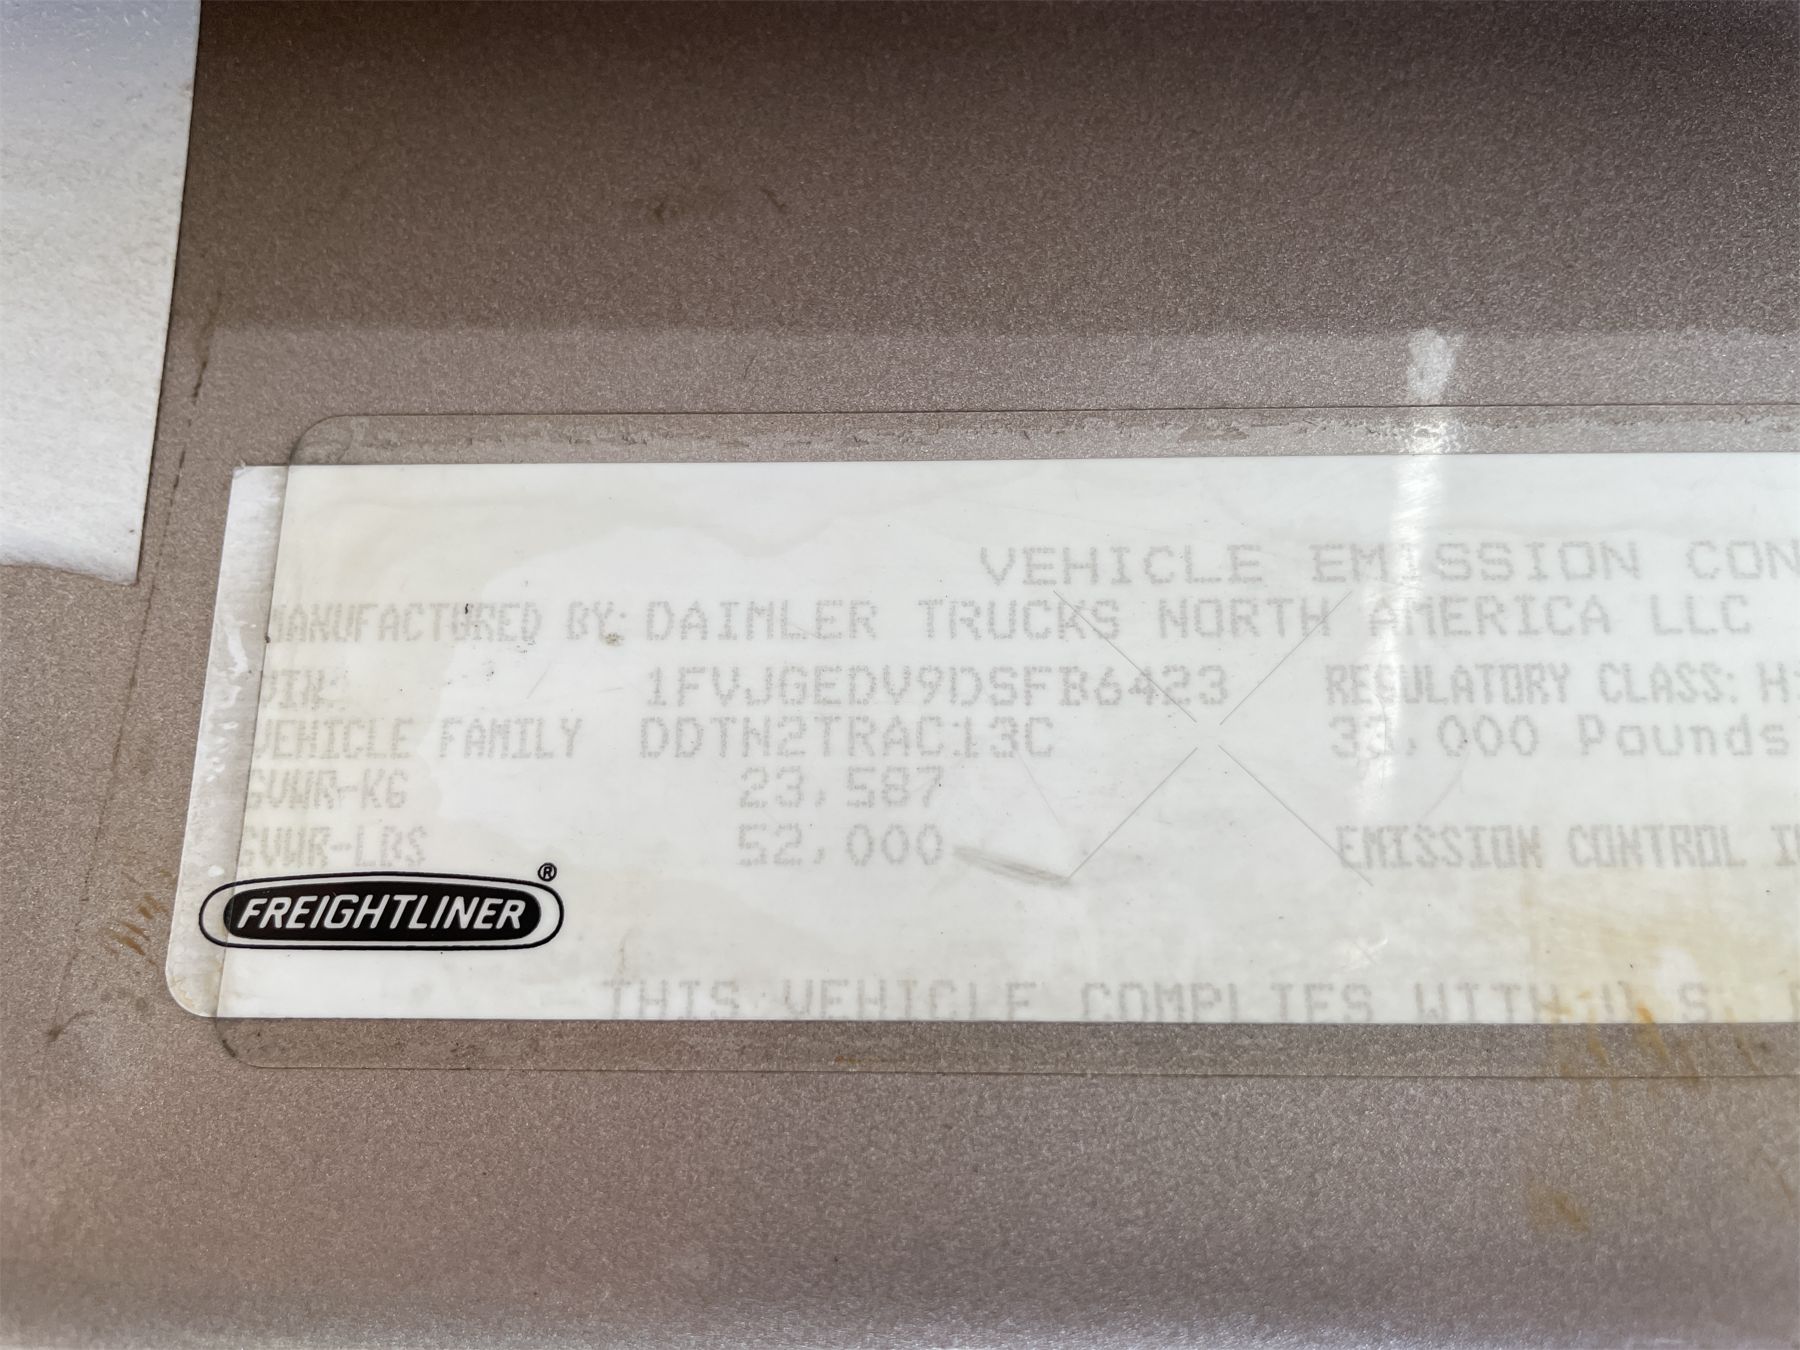 VEHICLE EMISSION CON
MANUFACTURED BY: DAIMLER TRUCKS NORTH AMERICA LLC
VIN: 1FVJGEDV9DSFB6423 REGULATORY CLASS: H
VEHICLE FAMILY DDTN2TRAC13C 33,000 Pounds
GVWR-KG 23,587
GVWR-LBS 52,000 EMISSION CONTROL I
FREIGHTLINER®
THIS VEHICLE COMPLIES WITH U.S.